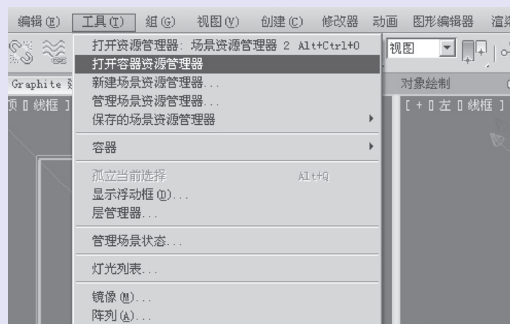 编辑(E) 工具(T) 组(G) 视图(V) 创建(C) 修改器 动画 图形编辑器
打开资源管理器: 场景资源管理器 2 Alt+Ctrl+O
视图
打开容器资源管理器
Graphite
新建场景资源管理器...
对象绘制
管理场景资源管理器...
线框 ]
[ + 左 线框 ]
保存的场景资源管理器
容器
孤立当前选择 Alt+Q
显示浮动框(D)...
层管理器...
管理场景状态...
灯光列表...
镜像(M)...
阵列(A)...